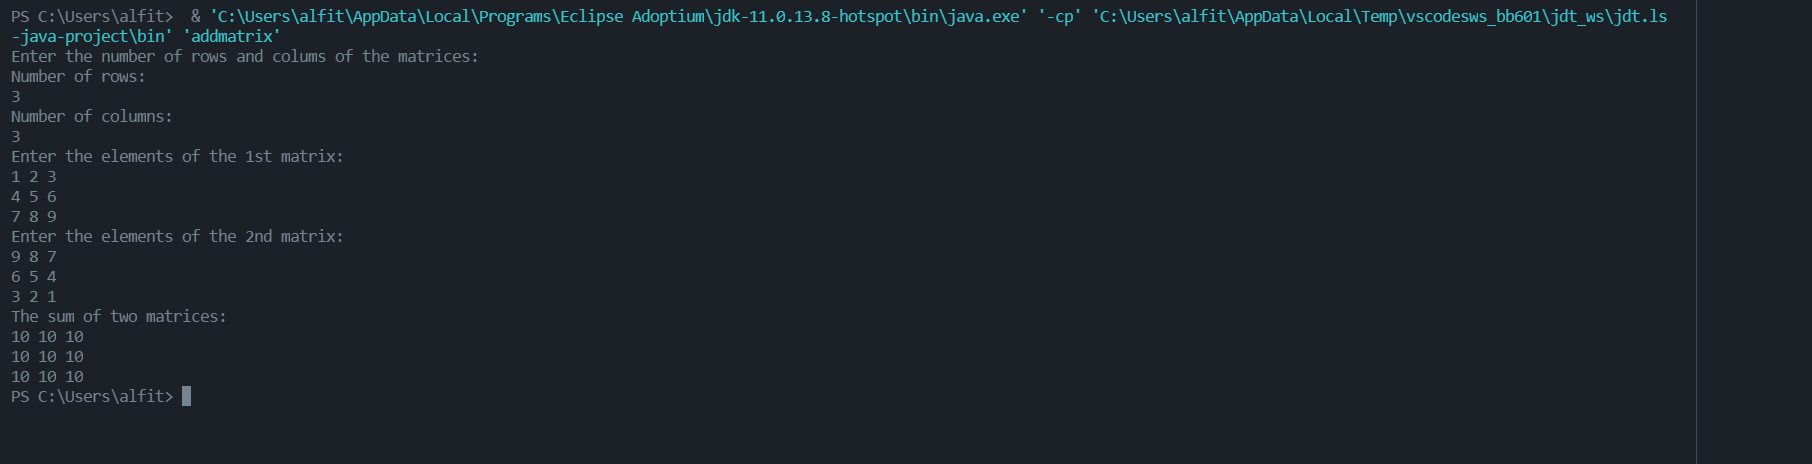 PS C:\Users\alfit>  & 'C:\Users\alfit\AppData\Local\Programs\Eclipse Adoptium\jdk-11.0.13.8-hotspot\bin\java.exe' '-cp' 'C:\Users\alfit\AppData\Local\Temp\vscodesws_bb601\jdt_ws\jdt.ls
-java-project\bin' 'addmatrix'
Enter the number of rows and colums of the matrices:
Number of rows:
3
Number of columns:
3
Enter the elements of the 1st matrix:
1 2 3
4 5 6
7 8 9
Enter the elements of the 2nd matrix:
9 8 7
6 5 4
3 2 1
The sum of two matrices:
10 10 10
10 10 10
10 10 10
PS C:\Users\alfit>